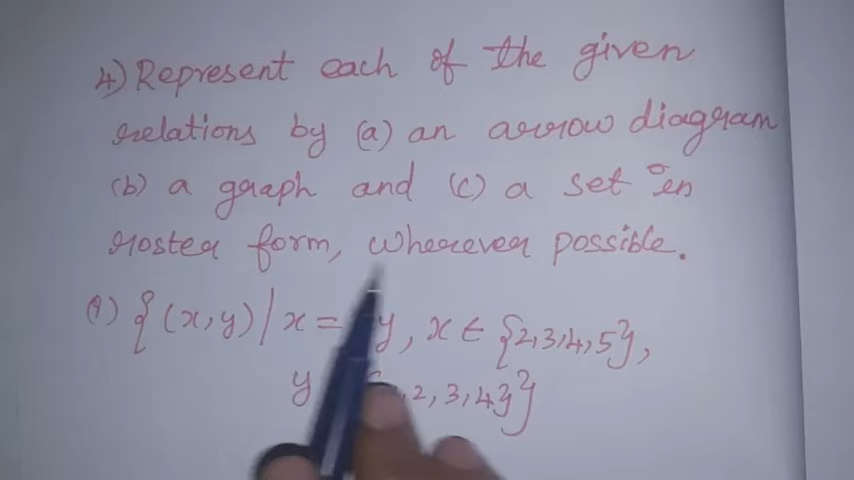 4) Represent each of the given
relations by (a) an arrow diagram
(b) a graph and (c) a set in
roster form, wherever possible.
(i) {(x,y)/x = y, x ∈ {2,3,4,5},
y ,2,3,4}}